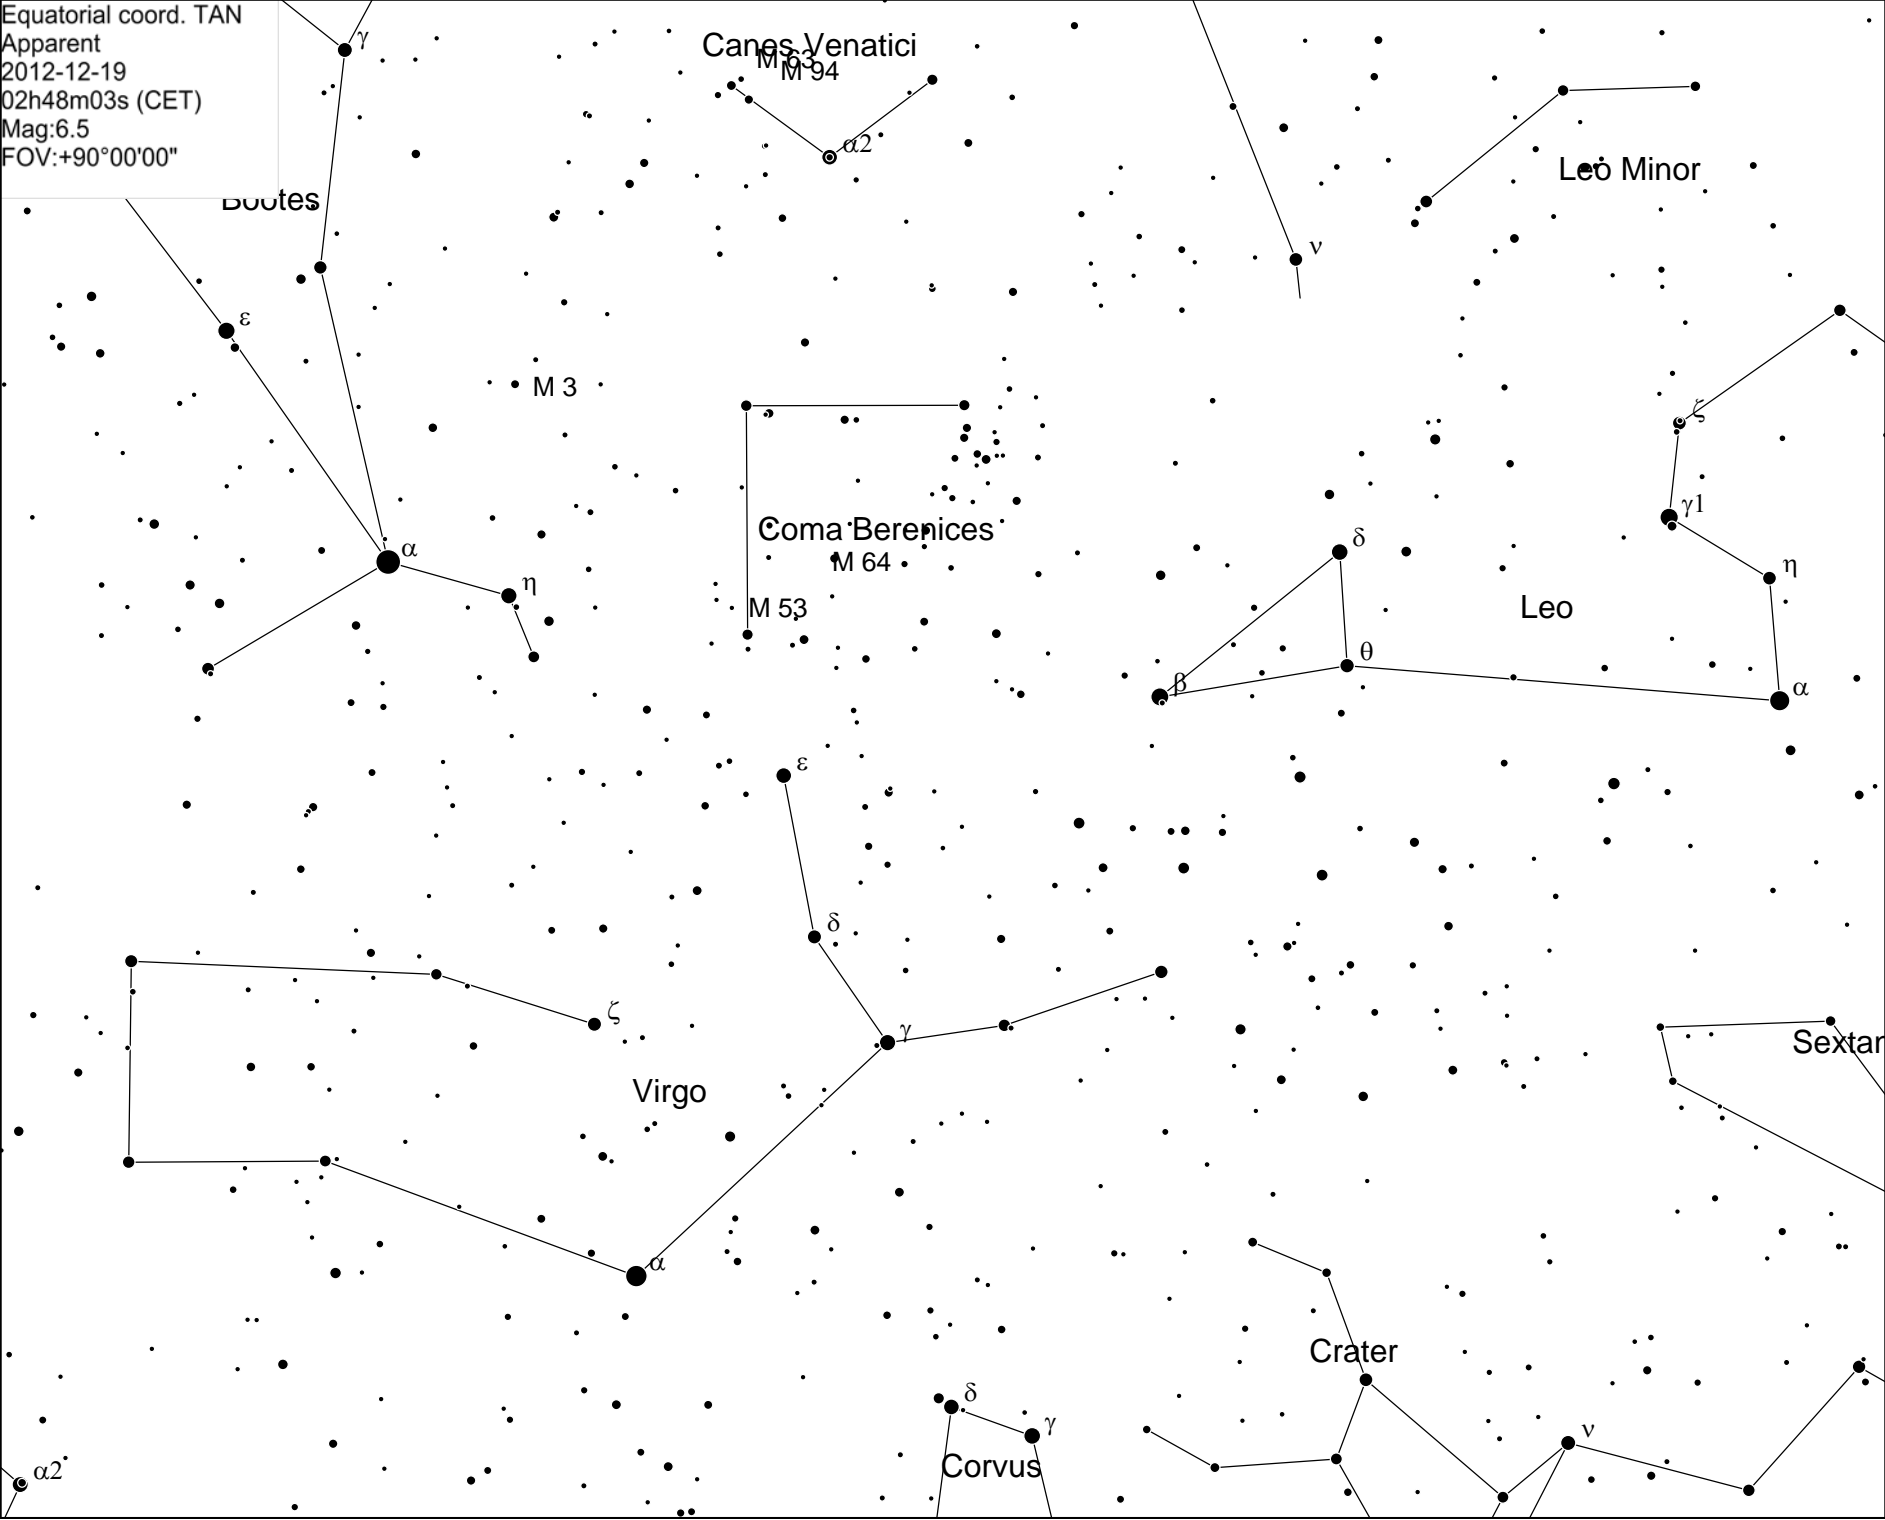 Equatorial coord. TAN
Apparent
2012-12-19
02h48m03s (CET)
Mag:6.5
FOV:+90°00'00"
γ
Canes Venatici
M 63
M 94
α2
Leo Minor
Bootes
ν
ε
M 3
ζ
γ1
Coma Berenices
δ
α
M 64
η
η
Leo
M 53
θ
β
α
ε
δ
ζ
γ
Sextar
Virgo
α
Crater
δ
γ
ν
Corvus
α2